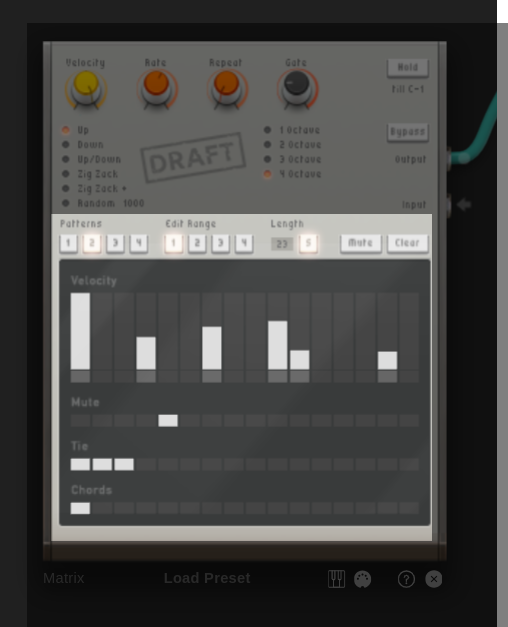 Velocity Rate Repeat Gate
Hold
till C-1
Up
Down
Up/Down
Zig Zack
Zig Zack +
Random 1000
DRAFT
1 Octave
2 Octave
3 Octave
4 Octave
Bypass
Output
Input
Patterns Edit Range Length
1 2 3 4 1 2 3 4 23 S Mute Clear
Velocity
Mute
Tie
Chords
Matrix Load Preset ?